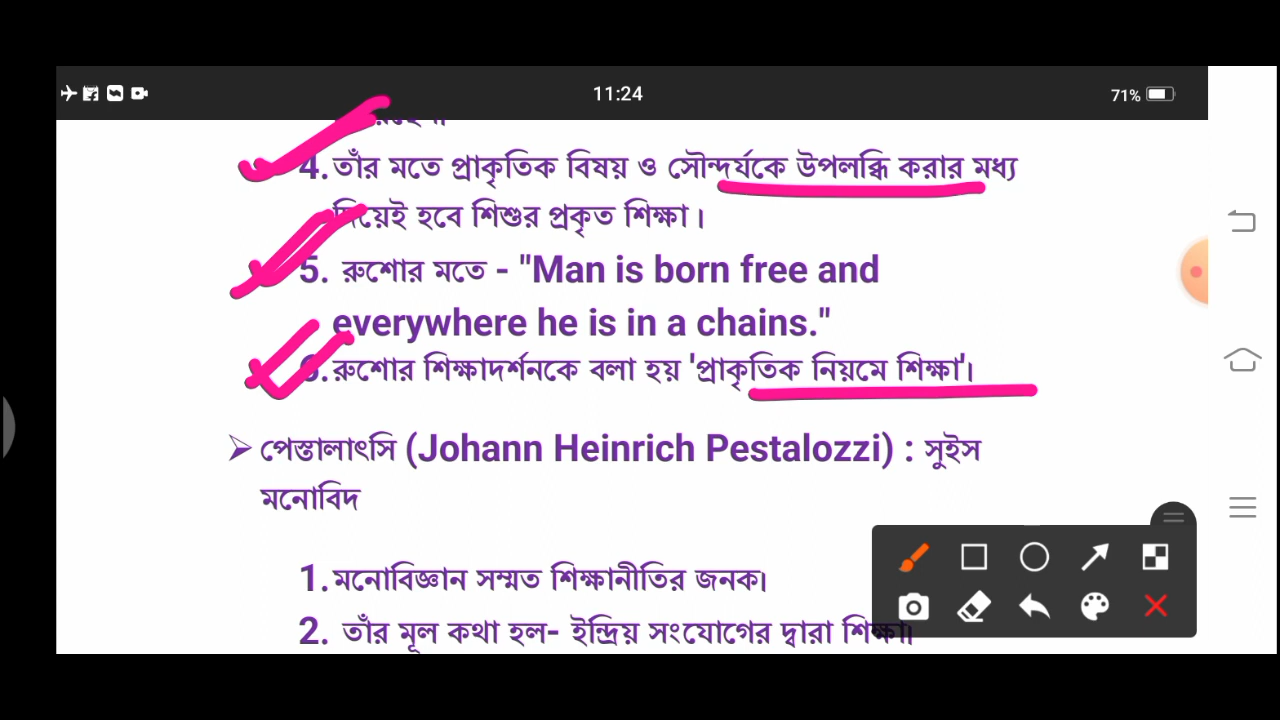 11:24
71%
4. তাঁর মতে প্রাকৃতিক বিষয় ও সৌন্দর্যকে উপলব্ধি করার মধ্য
দিয়েই হবে শিশুর প্রকৃত শিক্ষা।
5. রুশোর মতে - "Man is born free and
everywhere he is in a chains."
6. রুশোর শিক্ষাদর্শনকে বলা হয় 'প্রাকৃতিক নিয়মে শিক্ষা'।
➢ পেস্তালাৎসি (Johann Heinrich Pestalozzi) : সুইস
মনোবিদ
1. মনোবিজ্ঞান সম্মত শিক্ষানীতির জনক।
2. তাঁর মূল কথা হল- ইন্দ্রিয় সংযোগের দ্বারা শিক্ষা।